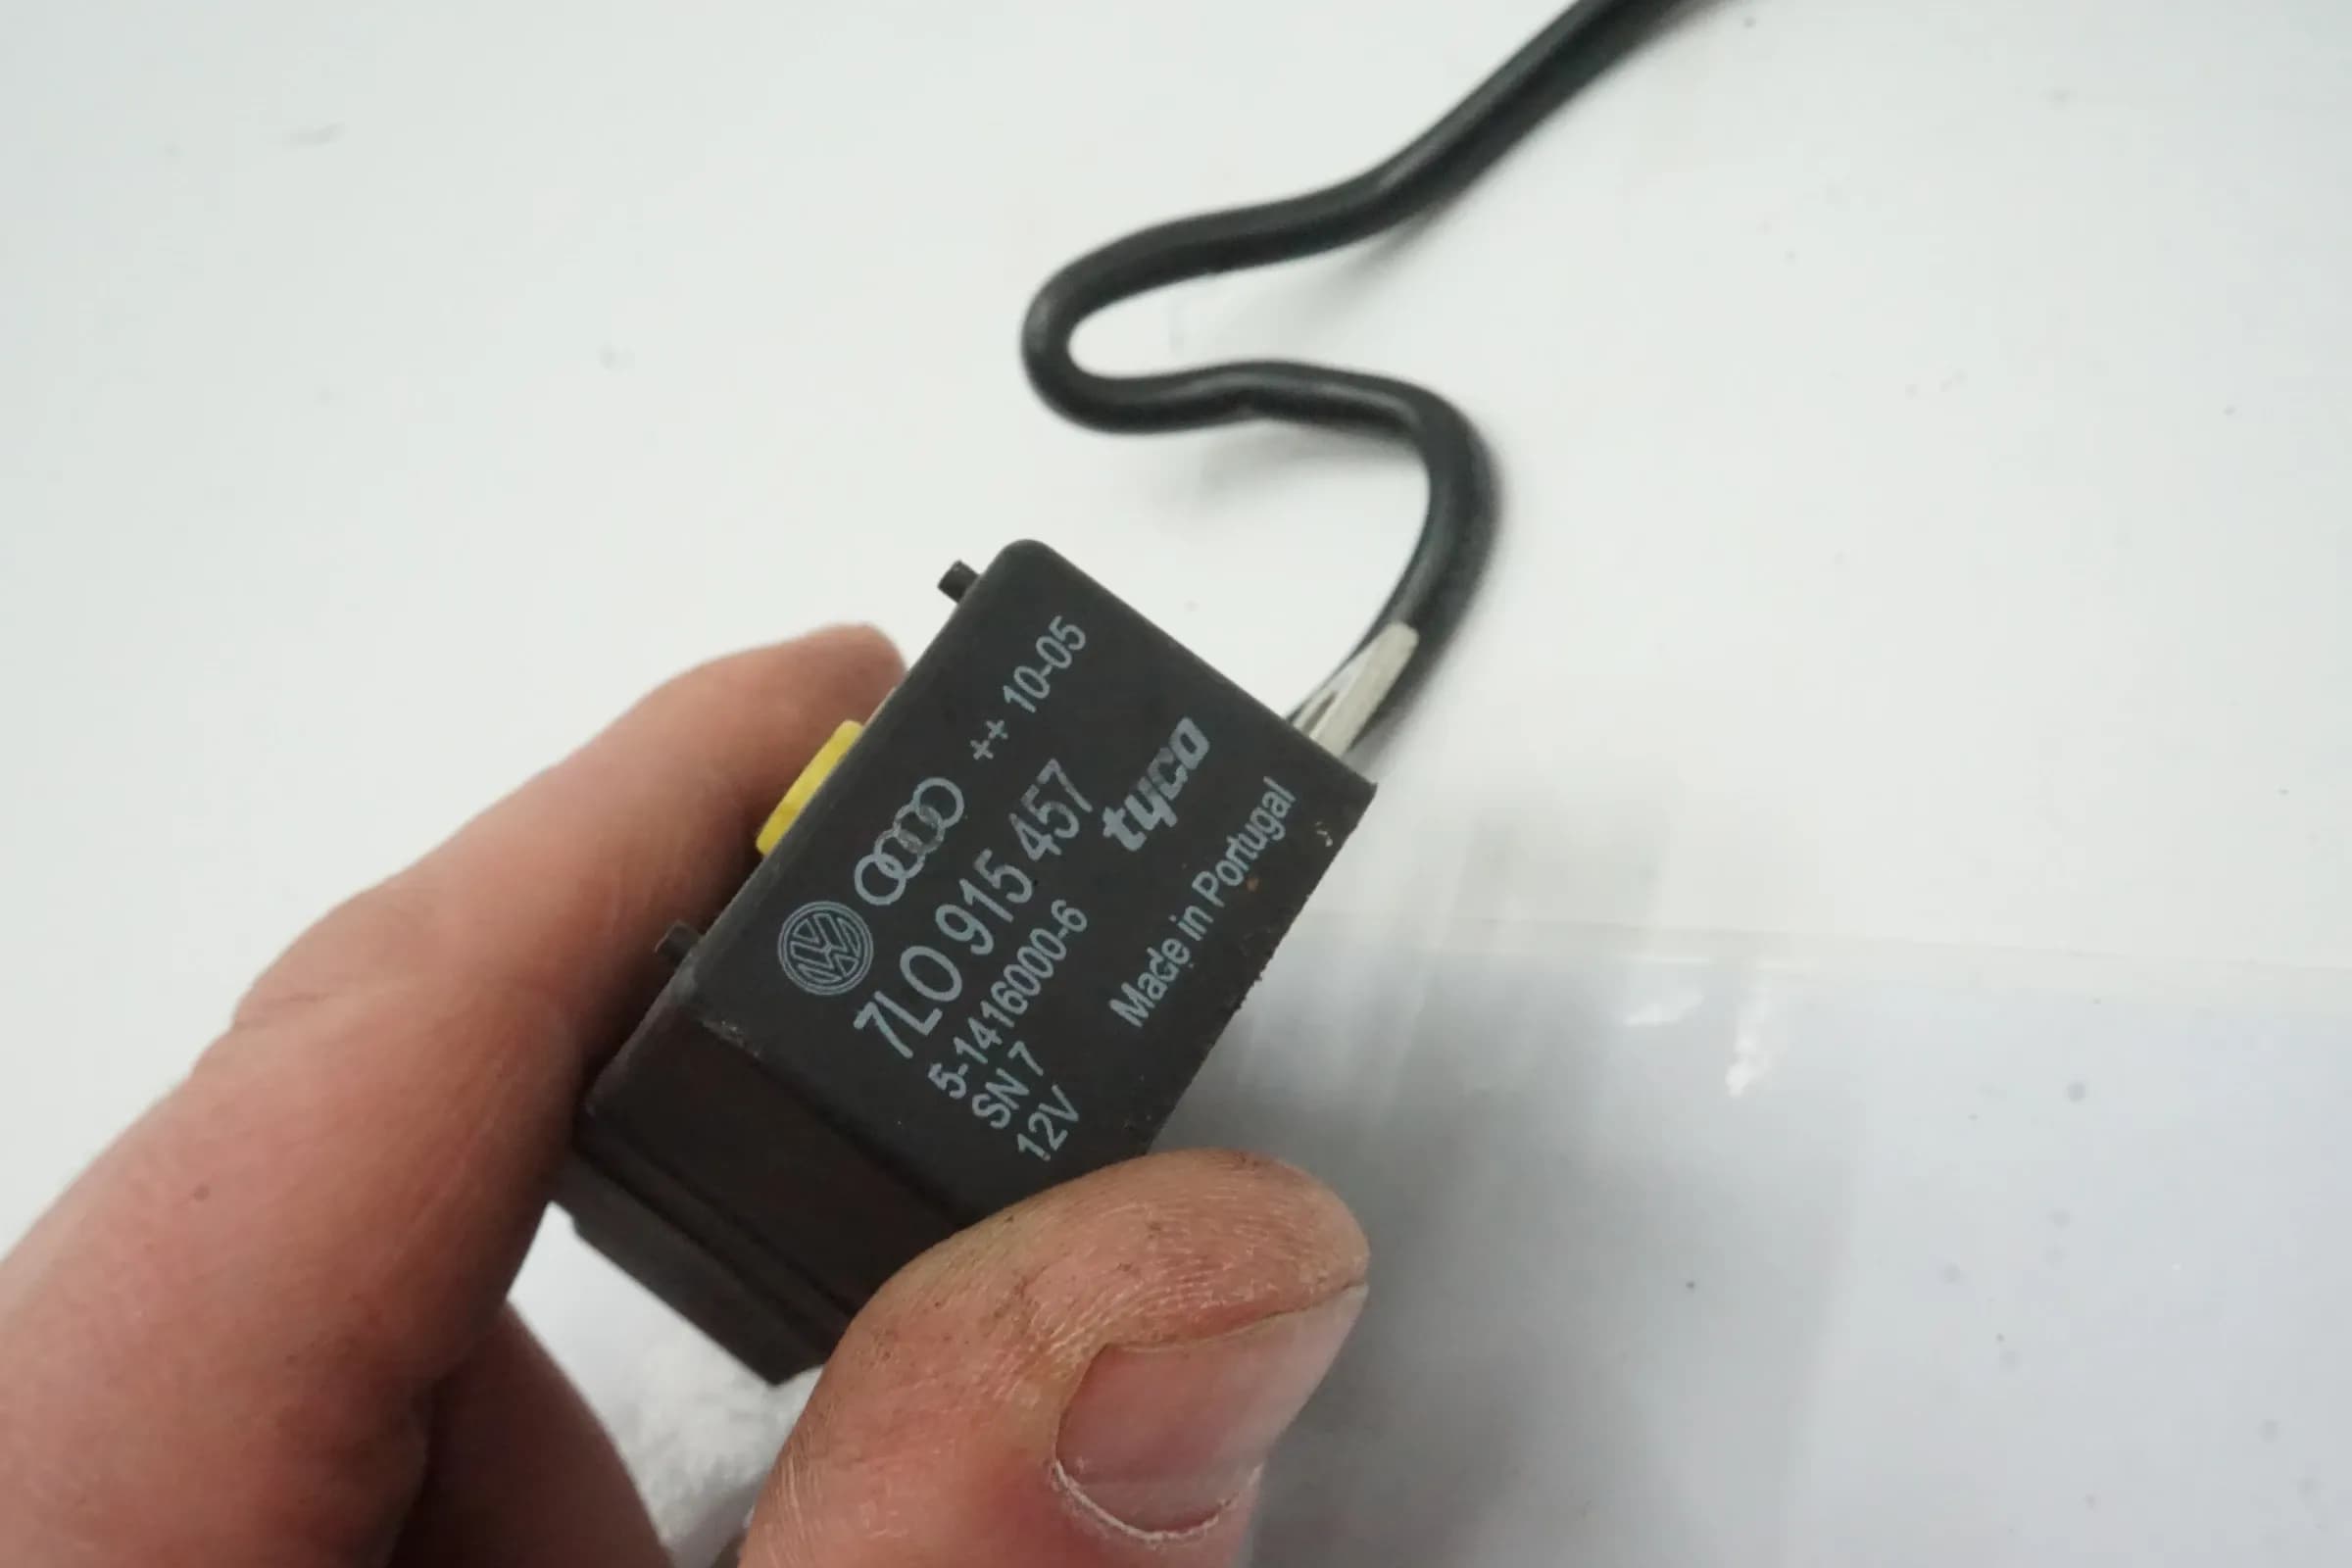 ++ 10-05
7L0 915 457
tyco
5-1416000-6
SN 7
12V
Made in Portugal